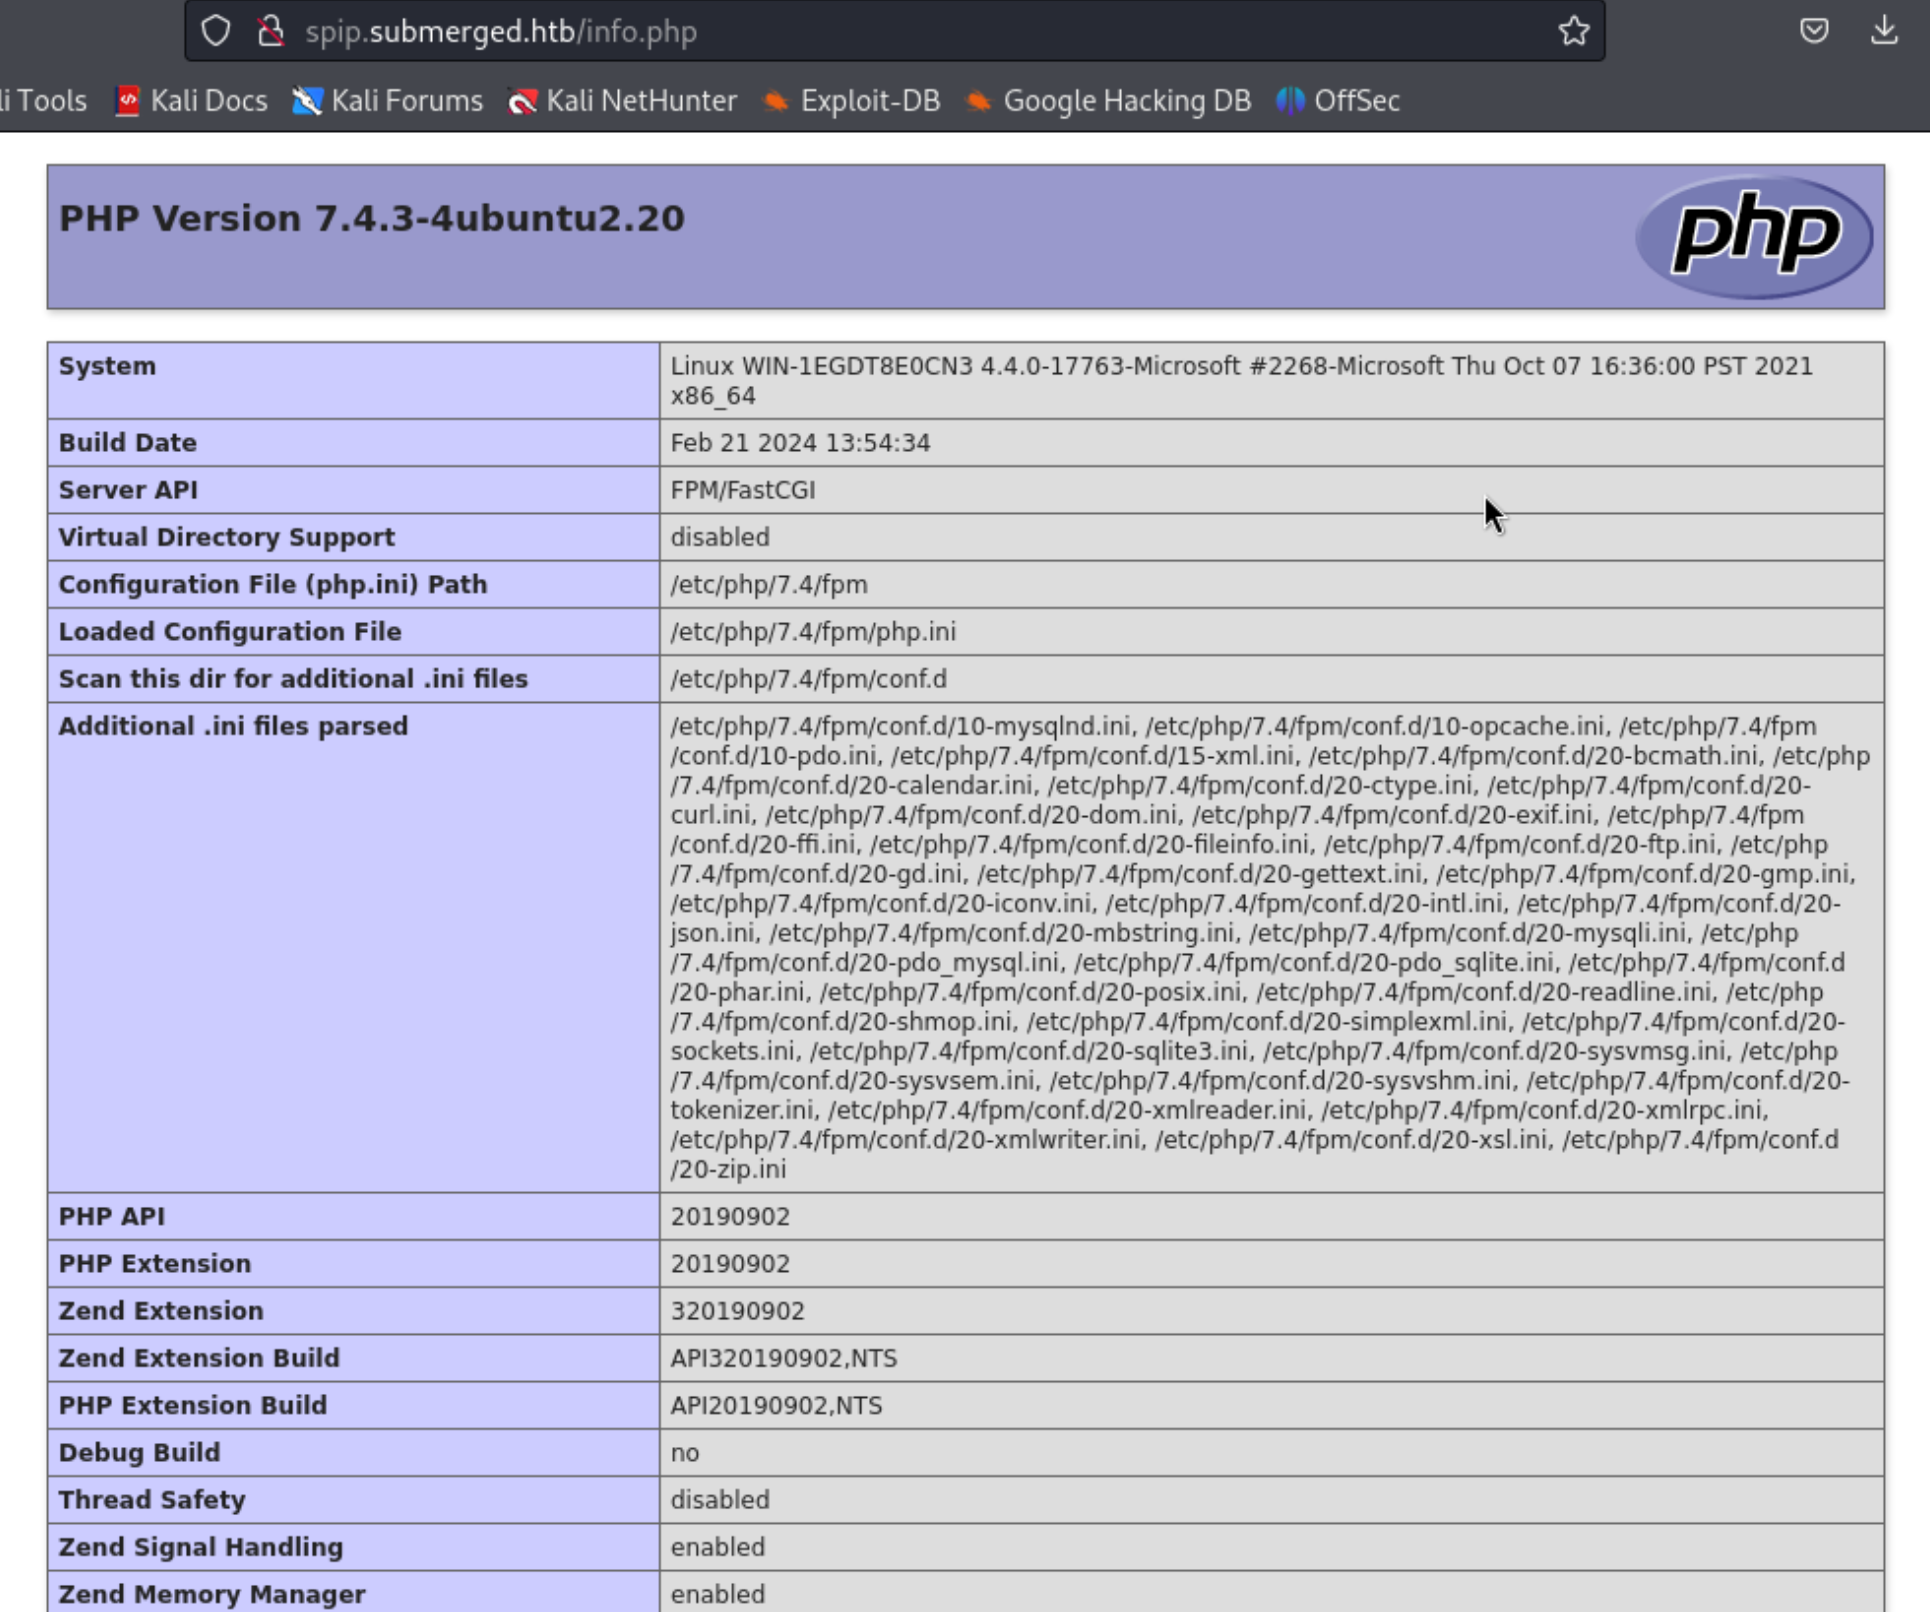 spip.submerged.htb/info.php
li Tools Kali Docs Kali Forums Kali NetHunter Exploit-DB Google Hacking DB OffSec
PHP Version 7.4.3-4ubuntu2.20
php
System Linux WIN-1EGDT8E0CN3 4.4.0-17763-Microsoft #2268-Microsoft Thu Oct 07 16:36:00 PST 2021
x86_64
Build Date Feb 21 2024 13:54:34
Server API FPM/FastCGI
Virtual Directory Support disabled
Configuration File (php.ini) Path /etc/php/7.4/fpm
Loaded Configuration File /etc/php/7.4/fpm/php.ini
Scan this dir for additional .ini files /etc/php/7.4/fpm/conf.d
Additional .ini files parsed /etc/php/7.4/fpm/conf.d/10-mysqlnd.ini, /etc/php/7.4/fpm/conf.d/10-opcache.ini, /etc/php/7.4/fpm
/conf.d/10-pdo.ini, /etc/php/7.4/fpm/conf.d/15-xml.ini, /etc/php/7.4/fpm/conf.d/20-bcmath.ini, /etc/php
/7.4/fpm/conf.d/20-calendar.ini, /etc/php/7.4/fpm/conf.d/20-ctype.ini, /etc/php/7.4/fpm/conf.d/20-
curl.ini, /etc/php/7.4/fpm/conf.d/20-dom.ini, /etc/php/7.4/fpm/conf.d/20-exif.ini, /etc/php/7.4/fpm
/conf.d/20-ffi.ini, /etc/php/7.4/fpm/conf.d/20-fileinfo.ini, /etc/php/7.4/fpm/conf.d/20-ftp.ini, /etc/php
/7.4/fpm/conf.d/20-gd.ini, /etc/php/7.4/fpm/conf.d/20-gettext.ini, /etc/php/7.4/fpm/conf.d/20-gmp.ini,
/etc/php/7.4/fpm/conf.d/20-iconv.ini, /etc/php/7.4/fpm/conf.d/20-intl.ini, /etc/php/7.4/fpm/conf.d/20-
json.ini, /etc/php/7.4/fpm/conf.d/20-mbstring.ini, /etc/php/7.4/fpm/conf.d/20-mysqli.ini, /etc/php
/7.4/fpm/conf.d/20-pdo_mysql.ini, /etc/php/7.4/fpm/conf.d/20-pdo_sqlite.ini, /etc/php/7.4/fpm/conf.d
/20-phar.ini, /etc/php/7.4/fpm/conf.d/20-posix.ini, /etc/php/7.4/fpm/conf.d/20-readline.ini, /etc/php
/7.4/fpm/conf.d/20-shmop.ini, /etc/php/7.4/fpm/conf.d/20-simplexml.ini, /etc/php/7.4/fpm/conf.d/20-
sockets.ini, /etc/php/7.4/fpm/conf.d/20-sqlite3.ini, /etc/php/7.4/fpm/conf.d/20-sysvmsg.ini, /etc/php
/7.4/fpm/conf.d/20-sysvsem.ini, /etc/php/7.4/fpm/conf.d/20-sysvshm.ini, /etc/php/7.4/fpm/conf.d/20-
tokenizer.ini, /etc/php/7.4/fpm/conf.d/20-xmlreader.ini, /etc/php/7.4/fpm/conf.d/20-xmlrpc.ini,
/etc/php/7.4/fpm/conf.d/20-xmlwriter.ini, /etc/php/7.4/fpm/conf.d/20-xsl.ini, /etc/php/7.4/fpm/conf.d
/20-zip.ini
PHP API 20190902
PHP Extension 20190902
Zend Extension 320190902
Zend Extension Build API320190902,NTS
PHP Extension Build API20190902,NTS
Debug Build no
Thread Safety disabled
Zend Signal Handling enabled
Zend Memory Manager enabled